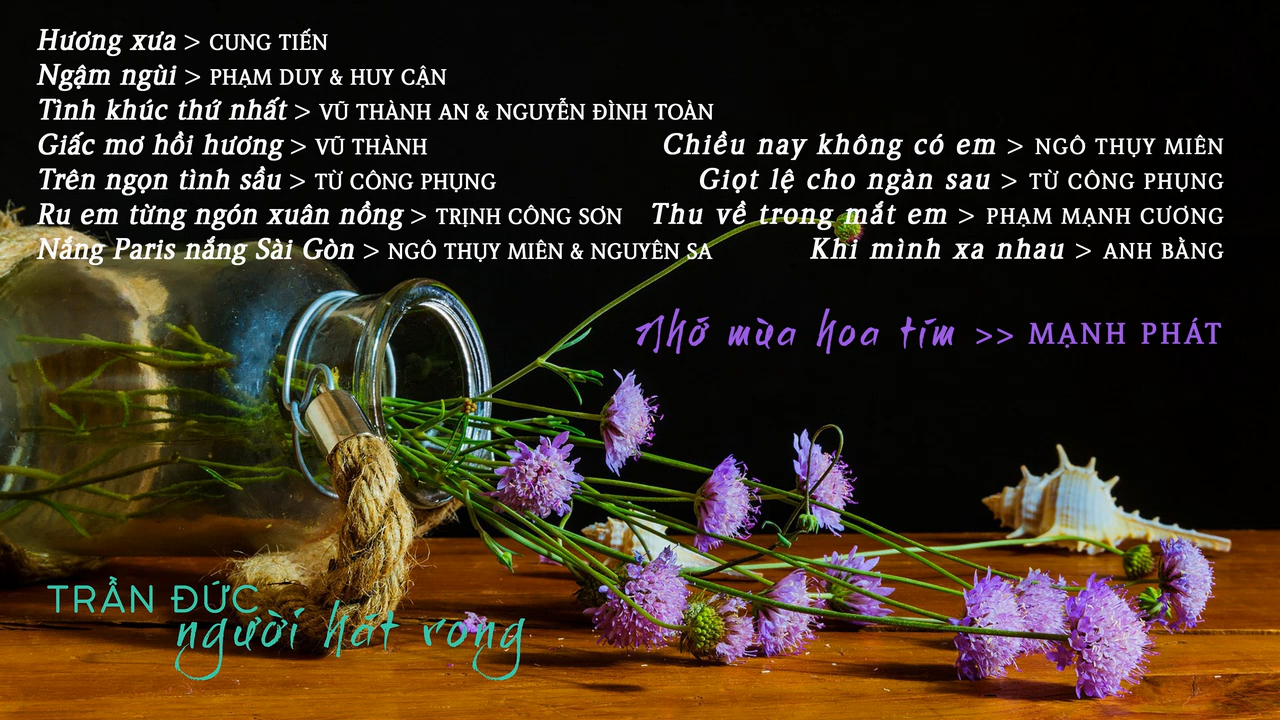 Hương xưa > CUNG TIẾN
Ngậm ngùi > PHẠM DUY & HUY CẬN
Tình khúc thứ nhất > VŨ THÀNH AN & NGUYỄN ĐÌNH TOÀN
Giấc mơ hồi hương > VŨ THÀNH
Trên ngọn tình sầu > TỪ CÔNG PHỤNG
Ru em từng ngón xuân nồng > TRỊNH CÔNG SƠN
Nắng Paris nắng Sài Gòn > NGÔ THỤY MIÊN & NGUYÊN SA
Chiều nay không có em > NGÔ THỤY MIÊN
Giọt lệ cho ngàn sau > TỪ CÔNG PHỤNG
Thu về trong mắt em > PHẠM MẠNH CƯƠNG
Khi mình xa nhau > ANH BẰNG
Nhớ mùa hoa tím >> MẠNH PHÁT
TRẦN ĐỨC
người hát rong